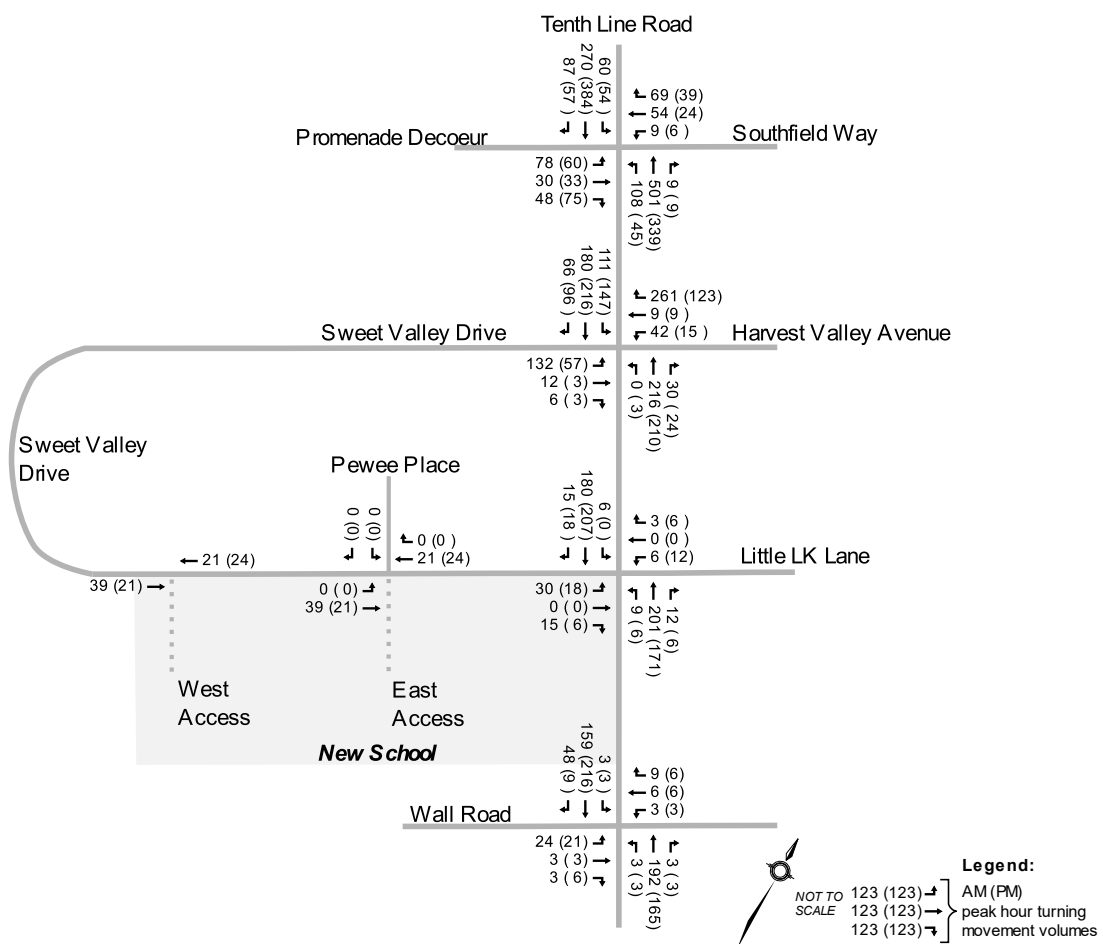 Tenth Line Road
87 (57 )
270 (384)
60 (54 )
69 (39)
54 (24)
9 (6 )
Promenade Decoeur
Southfield Way
78 (60)
30 (33)
48 (75)
108 ( 45)
501 (339)
9 ( 9)
66 (96 )
180 (216)
111 (147)
261 (123)
9 (9 )
42 (15 )
Sweet Valley Drive
Harvest Valley Avenue
132 (57)
12 ( 3)
6 ( 3)
0 ( 3)
216 (210)
30 ( 24)
Sweet Valley
Drive
Pewee Place
0 (0 )
0 (0 )
0 (0 )
21 (24)
15 (18 )
180 (207)
6 (0 )
3 (6 )
0 (0 )
6 (12)
21 (24)
Little LK Lane
39 (21)
0 ( 0)
39 (21)
30 (18)
0 ( 0)
15 ( 6)
9 ( 6)
201 (171)
12 ( 6)
West
Access
East
Access
New School
48 (9 )
159 (216)
3 (3 )
9 (6)
6 (6)
3 (3)
Wall Road
24 (21)
3 ( 3)
3 ( 6)
3 ( 3)
192 (165)
3 ( 3)
Legend:
NOT TO
SCALE
123 (123)
123 (123)
123 (123)
AM (PM)
peak hour turning
movement volumes